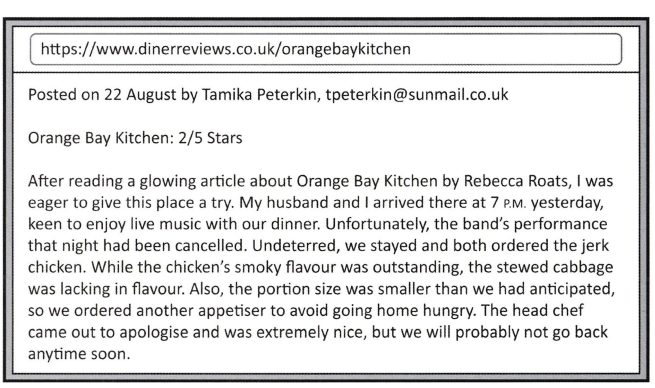 https://www.dinerreviews.co.uk/orangebaykitchen
Posted on 22 August by Tamika Peterkin, tpeterkin@sunmail.co.uk
Orange Bay Kitchen: 2/5 Stars
After reading a glowing article about Orange Bay Kitchen by Rebecca Roats, I was
eager to give this place a try. My husband and I arrived there at 7 P.M. yesterday,
keen to enjoy live music with our dinner. Unfortunately, the band's performance
that night had been cancelled. Undeterred, we stayed and both ordered the jerk
chicken. While the chicken's smoky flavour was outstanding, the stewed cabbage
was lacking in flavour. Also, the portion size was smaller than we had anticipated,
so we ordered another appetiser to avoid going home hungry. The head chef
came out to apologise and was extremely nice, but we will probably not go back
anytime soon.